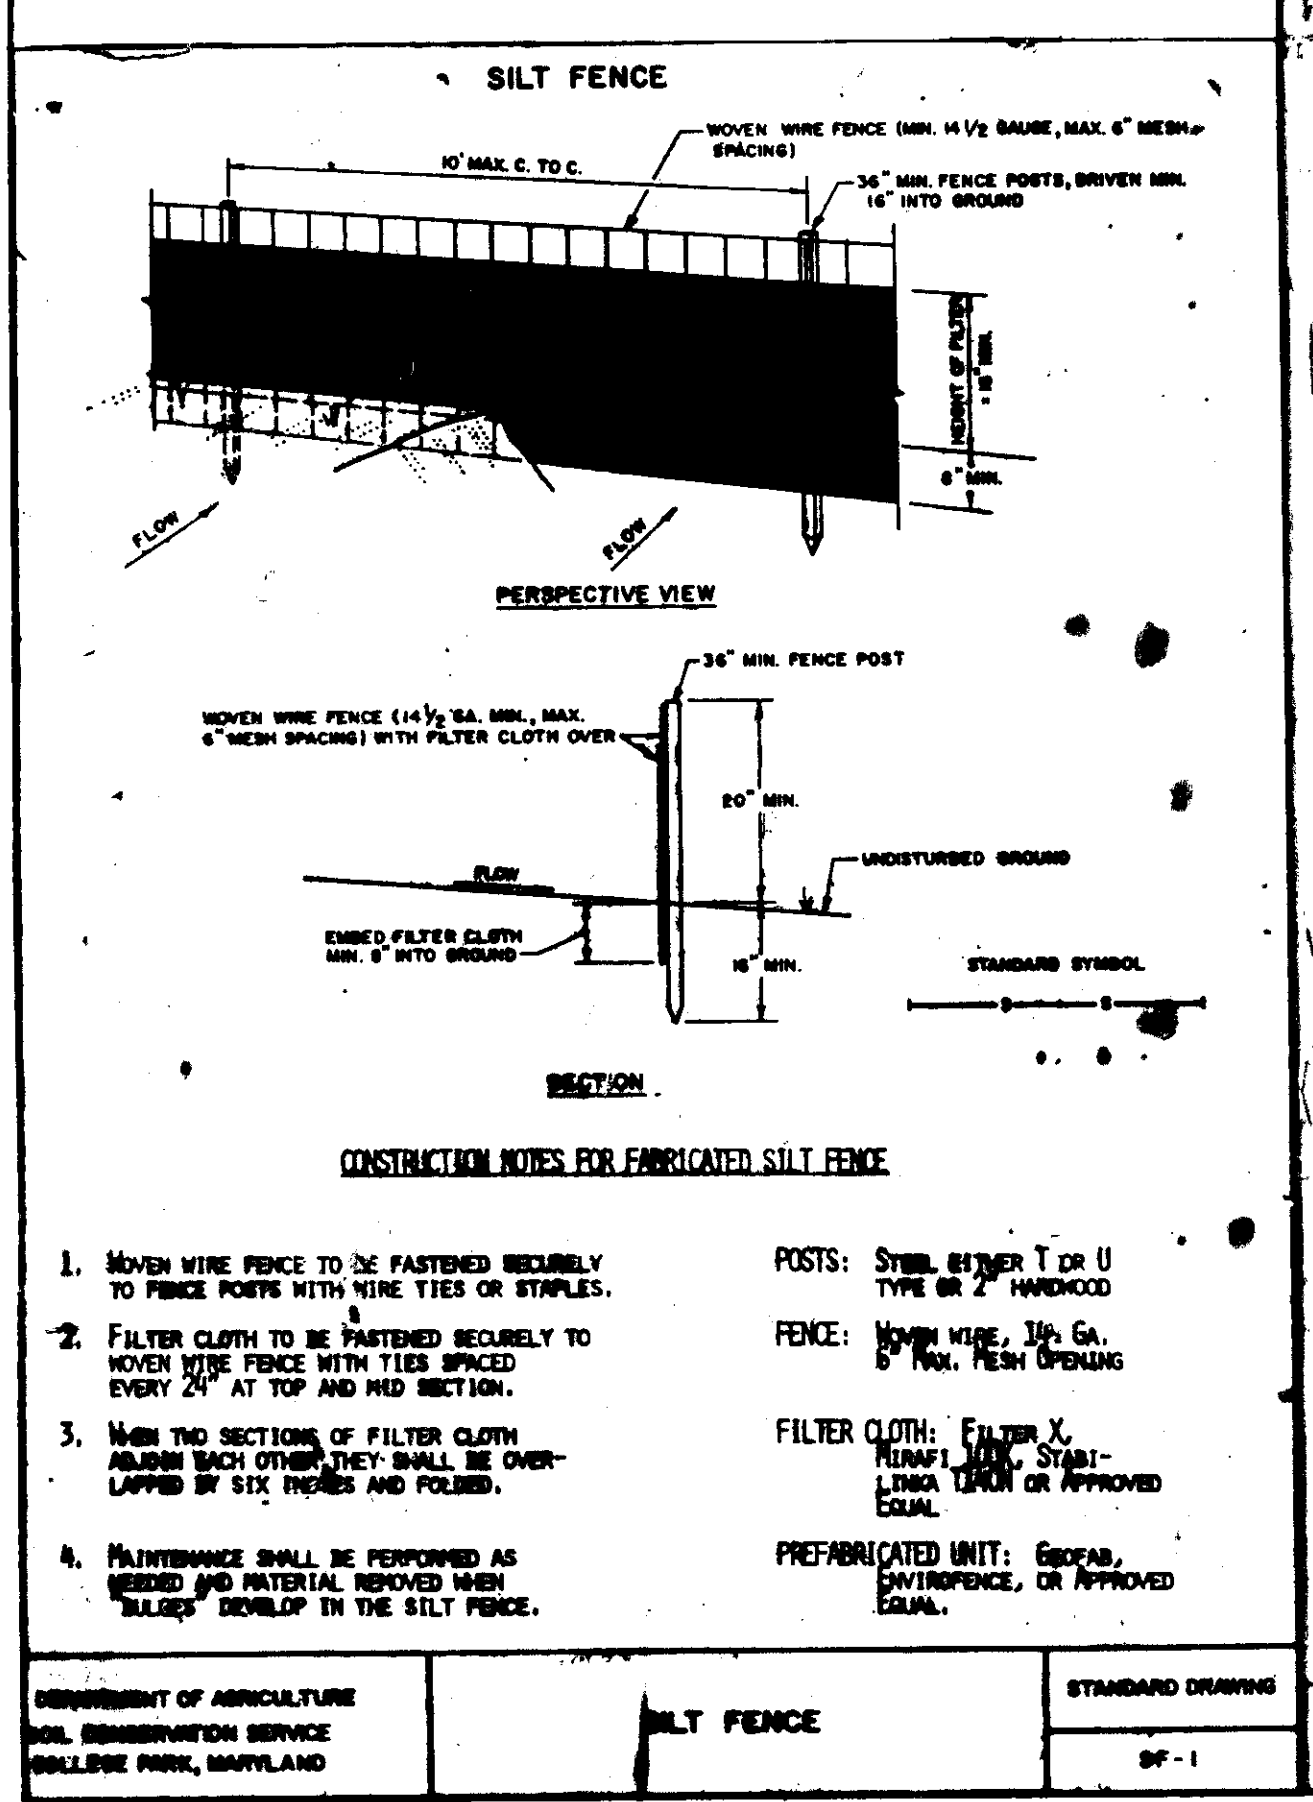 SILT FENCE
WOVEN WIRE FENCE (MIN. 14 1/2 GAUGE, MAX. 6" MESH
SPACING)
10' MAX. C. TO C.
36" MIN. FENCE POSTS, DRIVEN MIN.
16" INTO GROUND
HEIGHT OF FILTER
= 16" MIN.
8" MIN.
FLOW
FLOW
PERSPECTIVE VIEW
36" MIN. FENCE POST
WOVEN WIRE FENCE (14 1/2 GA. MIN., MAX.
6" MESH SPACING) WITH FILTER CLOTH OVER
20" MIN.
UNDISTURBED GROUND
FLOW
EMBED FILTER CLOTH
MIN. 8" INTO GROUND
16" MIN.
STANDARD SYMBOL
S S
SECTION
CONSTRUCTION NOTES FOR FABRICATED SILT FENCE
1. WOVEN WIRE FENCE TO BE FASTENED SECURELY
TO FENCE POSTS WITH WIRE TIES OR STAPLES.
2. FILTER CLOTH TO BE FASTENED SECURELY TO
WOVEN WIRE FENCE WITH TIES SPACED
EVERY 24" AT TOP AND MID SECTION.
3. WHEN TWO SECTIONS OF FILTER CLOTH
ADJOIN EACH OTHER, THEY SHALL BE OVER-
LAPPED BY SIX INCHES AND FOLDED.
4. MAINTENANCE SHALL BE PERFORMED AS
NEEDED AND MATERIAL REMOVED WHEN
"BULGES" DEVELOP IN THE SILT FENCE.
POSTS: STEEL EITHER T OR U
TYPE OR 2" HARDWOOD
FENCE: WOVEN WIRE, 14. GA.
6" MAX. MESH OPENING
FILTER CLOTH: FILTER X,
MIRAFI 100X, STABI-
LINKA T140N OR APPROVED
EQUAL
PREFABRICATED UNIT: GEOFAB,
ENVIROFENCE, OR APPROVED
EQUAL.
DEPARTMENT OF AGRICULTURE
SOIL CONSERVATION SERVICE
COLLEGE PARK, MARYLAND
SILT FENCE
STANDARD DRAWING
SF-1